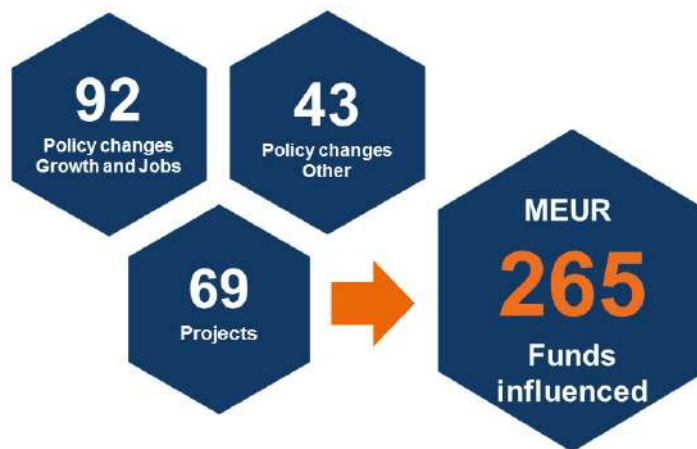 92
Policy changes
Growth and Jobs
43
Policy changes
Other
69
Projects
MEUR
265
Funds
influenced